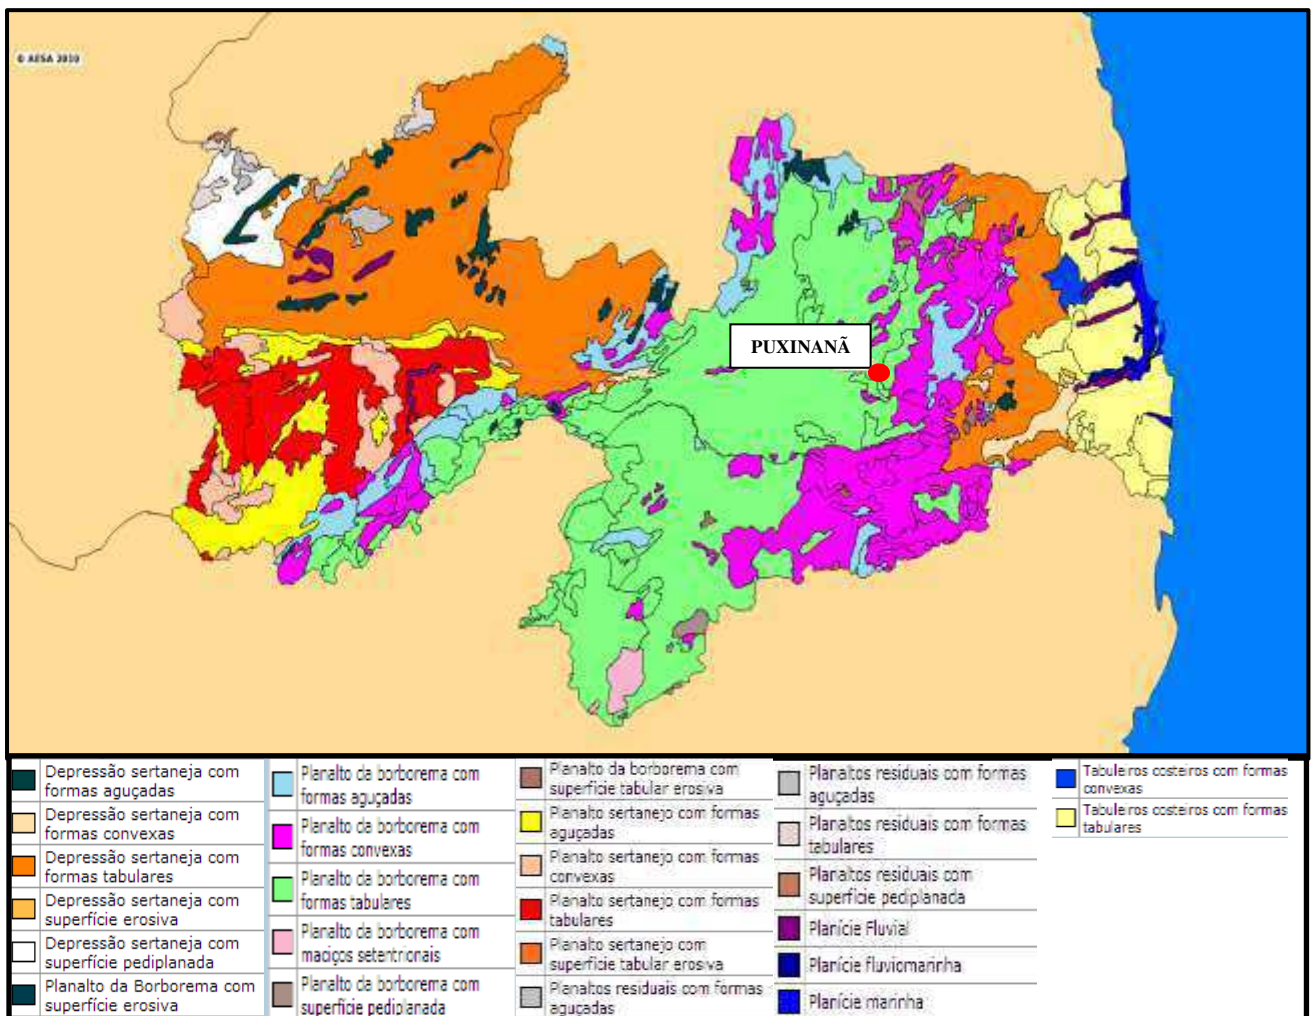 © AESA 2010
PUXINANÃ
Depressão sertaneja com
formas aguçadas
Depressão sertaneja com
formas convexas
Depressão sertaneja com
formas tabulares
Depressão sertaneja com
superfície erosiva
Depressão sertaneja com
superfície pediplanada
Planalto da Borborema com
superfície erosiva
Planalto da borborema com
formas aguçadas
Planalto da borborema com
formas convexas
Planalto da borborema com
formas tabulares
Planalto da borborema com
maciços setentrionais
Planalto da borborema com
superfície pediplanada
Planalto da borborema com
superfície tabular erosiva
Planalto sertanejo com formas
aguçadas
Planalto sertanejo com formas
convexas
Planalto sertanejo com formas
tabulares
Planalto sertanejo com
superfície tabular erosiva
Planaltos residuais com formas
aguçadas
Planaltos residuais com formas
aguçadas
Planaltos residuais com formas
tabulares
Planaltos residuais com
superfície pediplanada
Planície Fluvial
Planície fluviomarinha
Planície marinha
Tabuleiros costeiros com formas
convexas
Tabuleiros costeiros com formas
tabulares